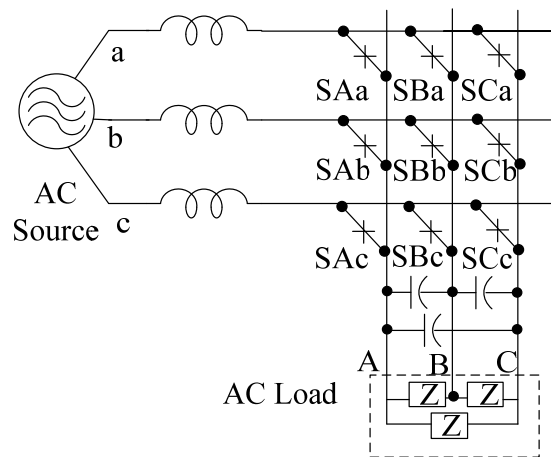 a
SAa SBa SCa
b
AC
Source
SAb SBb SCb
c
SAc SBc SCc
A B C
AC Load
Z Z
Z